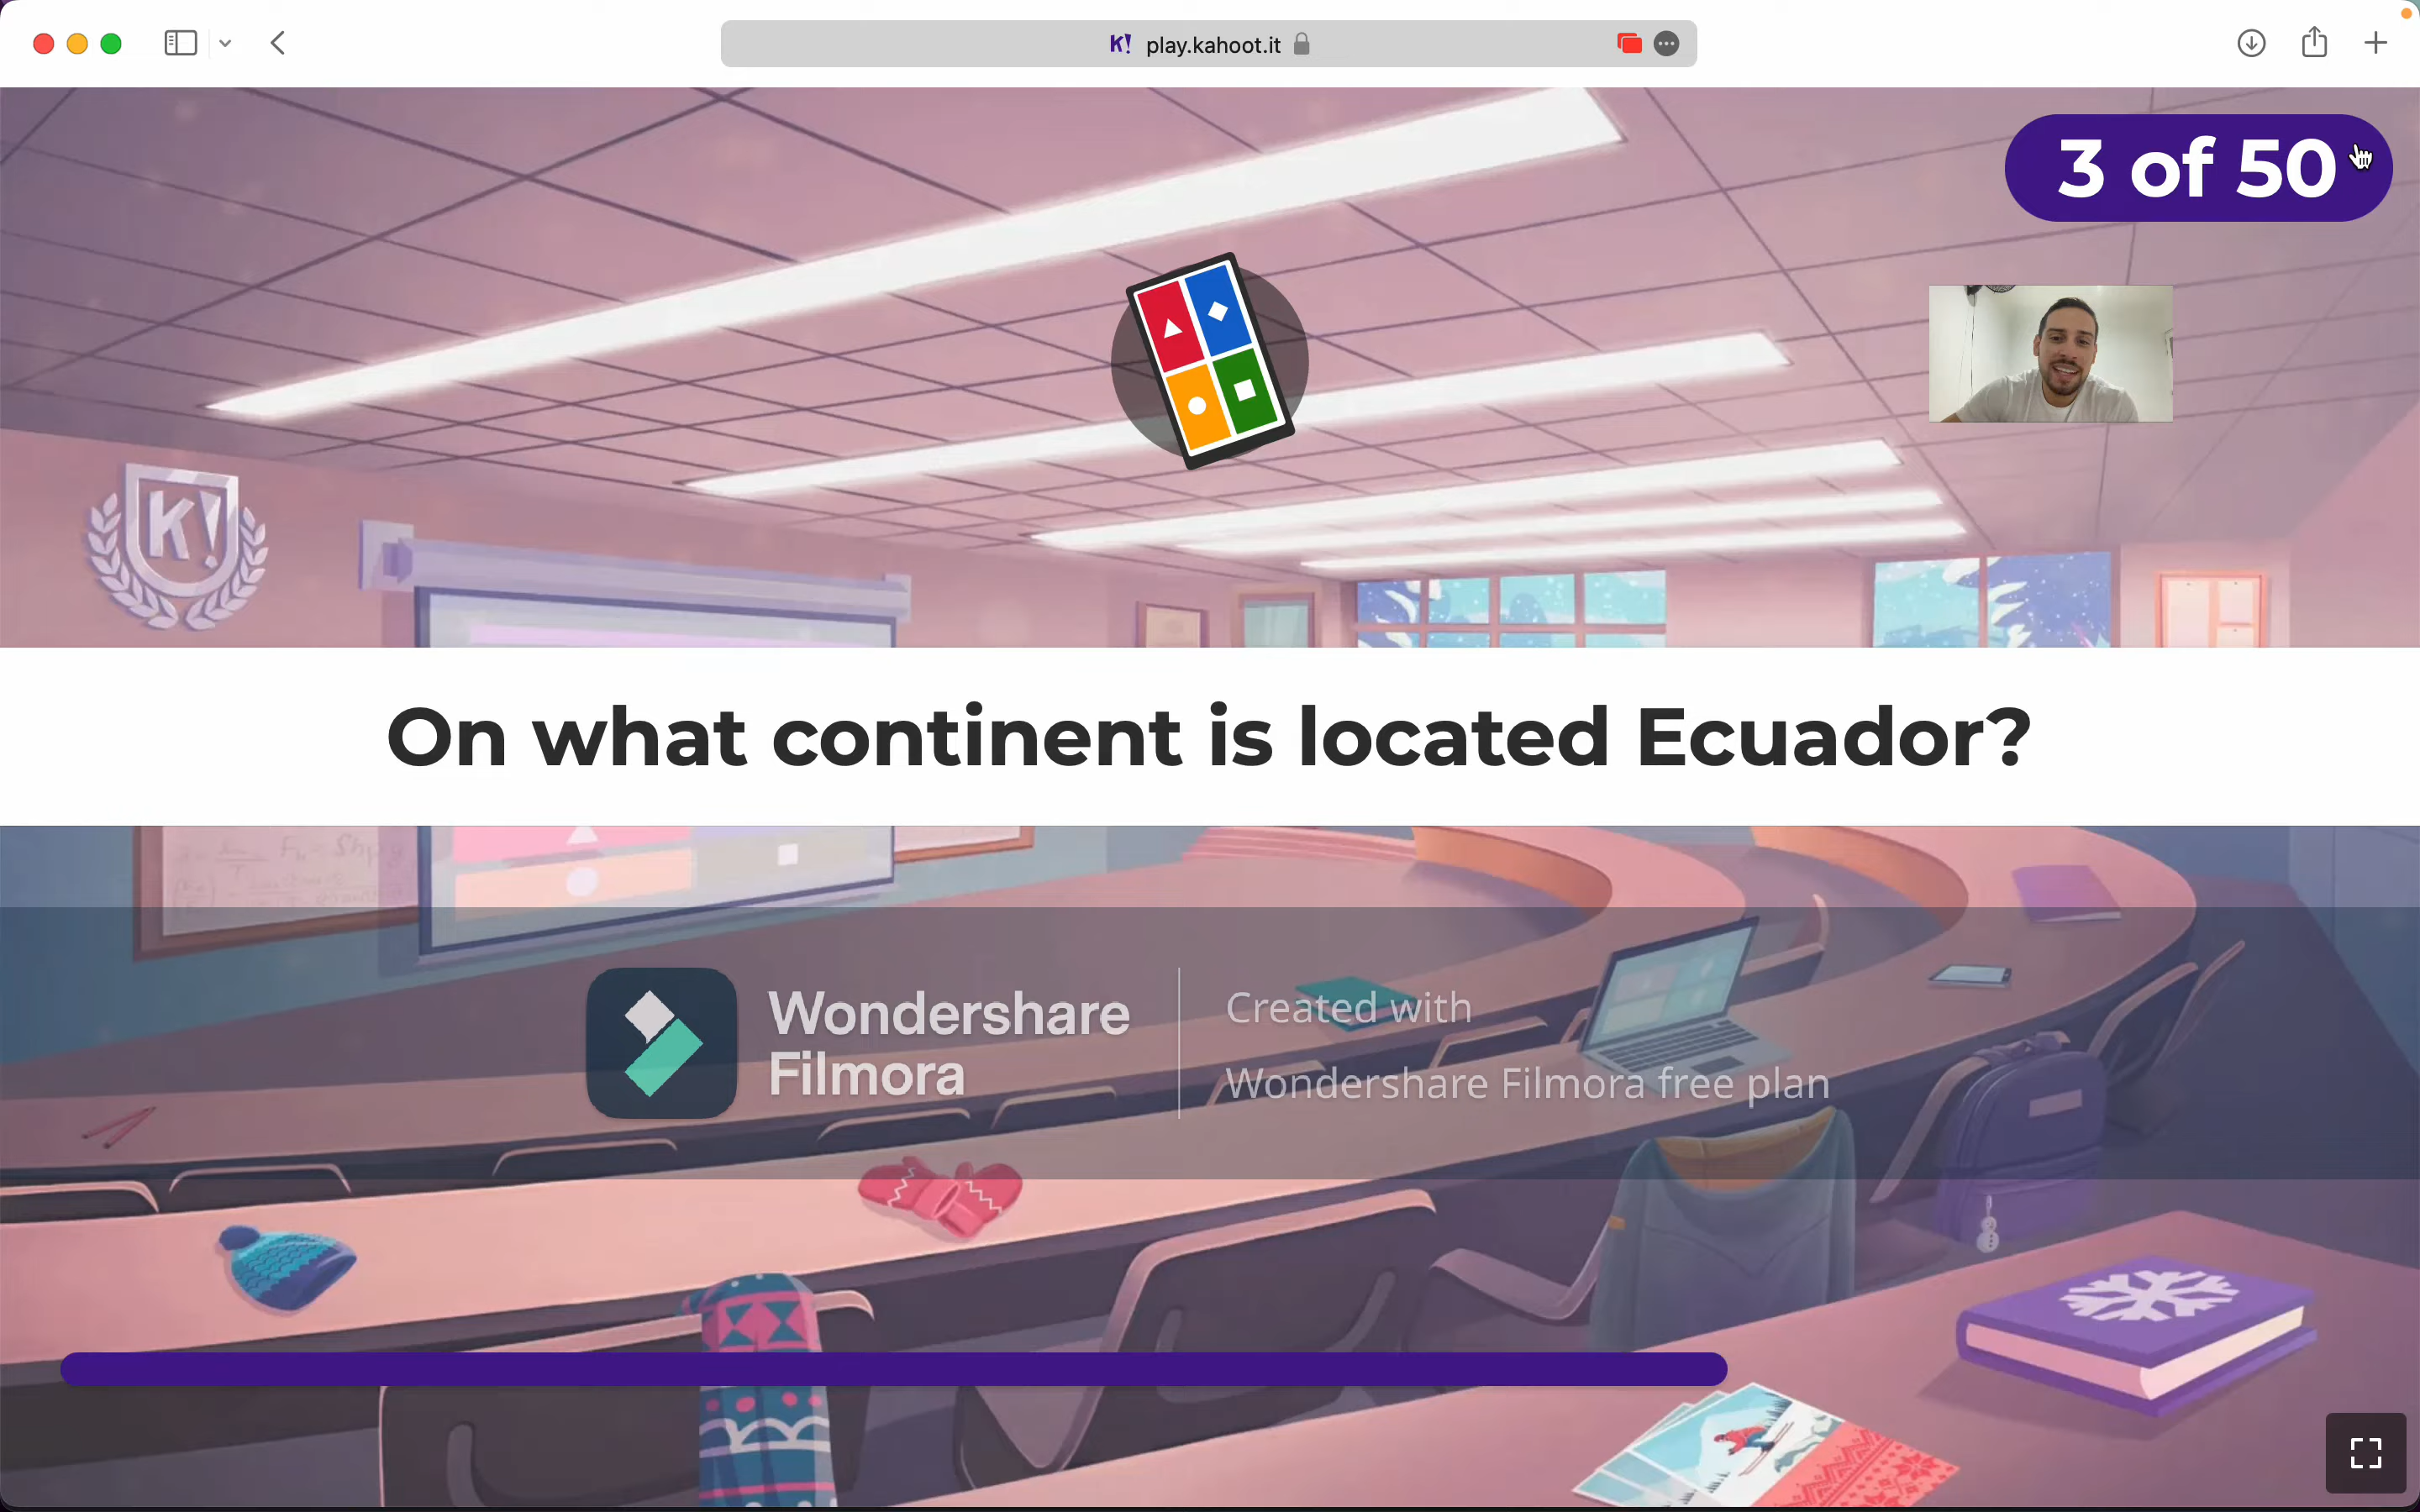 K! play.kahoot.it
3 of 50
K!
On what continent is located Ecuador?
Wondershare
Filmora
Created with
Wondershare Filmora free plan